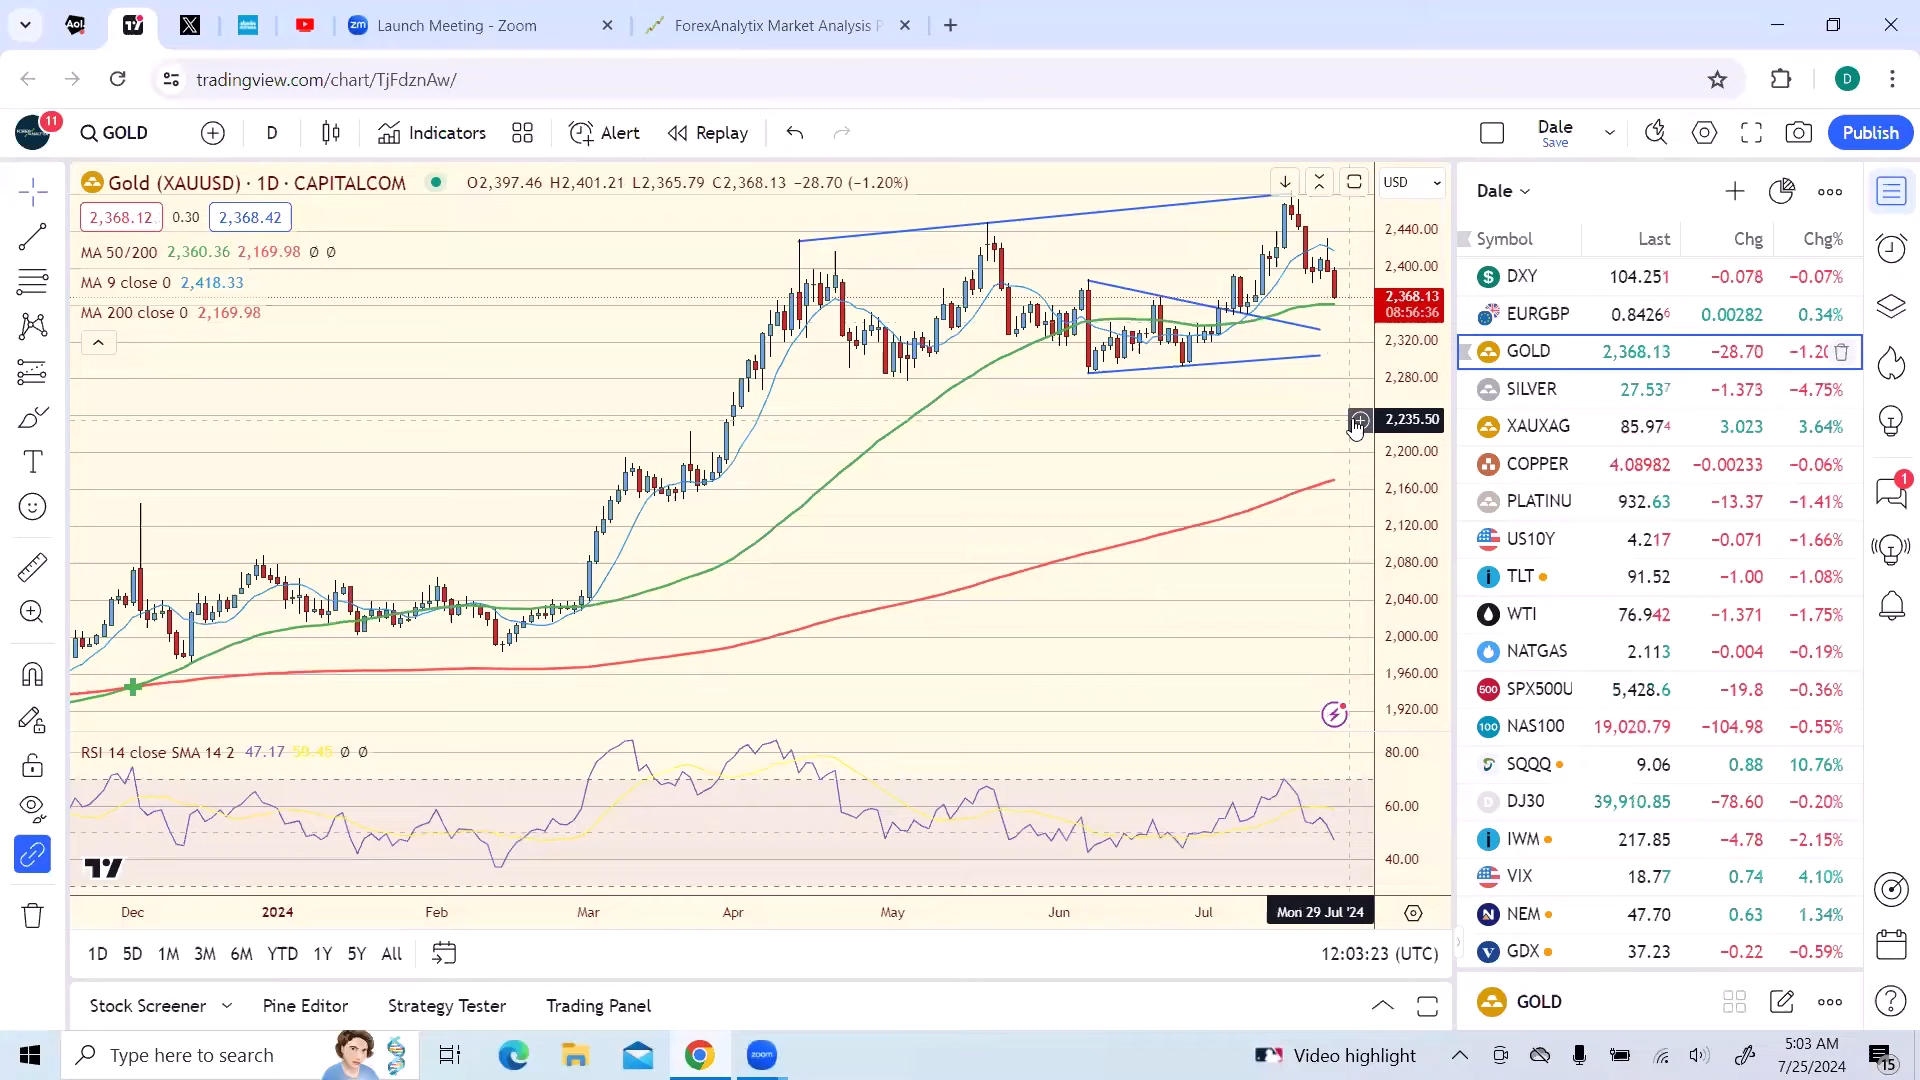 Aol.
zm Launch Meeting - Zoom
ForexAnalytix Market Analysis P
tradingview.com/chart/TjFdznAw/
D
11
GOLD
D
Indicators
Alert
Replay
Dale
Save
Publish
Gold (XAUUSD) · 1D · CAPITALCOM
O2,397.46 H2,401.21 L2,365.79 C2,368.13 −28.70 (−1.20%)
USD
2,368.12 0.30 2,368.42
MA 50/200 2,360.36 2,169.98 ∅ ∅
MA 9 close 0 2,418.33
MA 200 close 0 2,169.98
2,440.00
2,400.00
2,368.13
08:56:36
2,320.00
2,280.00
2,235.50
2,200.00
2,160.00
2,120.00
2,080.00
2,040.00
2,000.00
1,960.00
1,920.00
RSI 14 close SMA 14 2 47.17 59.45 ∅ ∅
80.00
60.00
40.00
Dec 2024 Feb Mar Apr May Jun Jul Mon 29 Jul '24
1D 5D 1M 3M 6M YTD 1Y 5Y All
12:03:23 (UTC)
Stock Screener Pine Editor Strategy Tester Trading Panel
Dale
Symbol Last Chg Chg%
DXY 104.251 −0.078 −0.07%
EURGBP 0.84266 0.00282 0.34%
GOLD 2,368.13 −28.70 −1.20
SILVER 27.537 −1.373 −4.75%
XAUXAG 85.974 3.023 3.64%
COPPER 4.08982 −0.00233 −0.06%
PLATINU 932.63 −13.37 −1.41%
US10Y 4.217 −0.071 −1.66%
TLT 91.52 −1.00 −1.08%
WTI 76.942 −1.371 −1.75%
NATGAS 2.113 −0.004 −0.19%
500 SPX500U 5,428.6 −19.8 −0.36%
100 NAS100 19,020.79 −104.98 −0.55%
SQQQ 9.06 0.88 10.76%
D DJ30 39,910.85 −78.60 −0.20%
IWM 217.85 −4.78 −2.15%
VIX 18.77 0.74 4.10%
NEM 47.70 0.63 1.34%
GDX 37.23 −0.22 −0.59%
GOLD
1
Type here to search
zoom
Video highlight
5:03 AM
7/25/2024
15